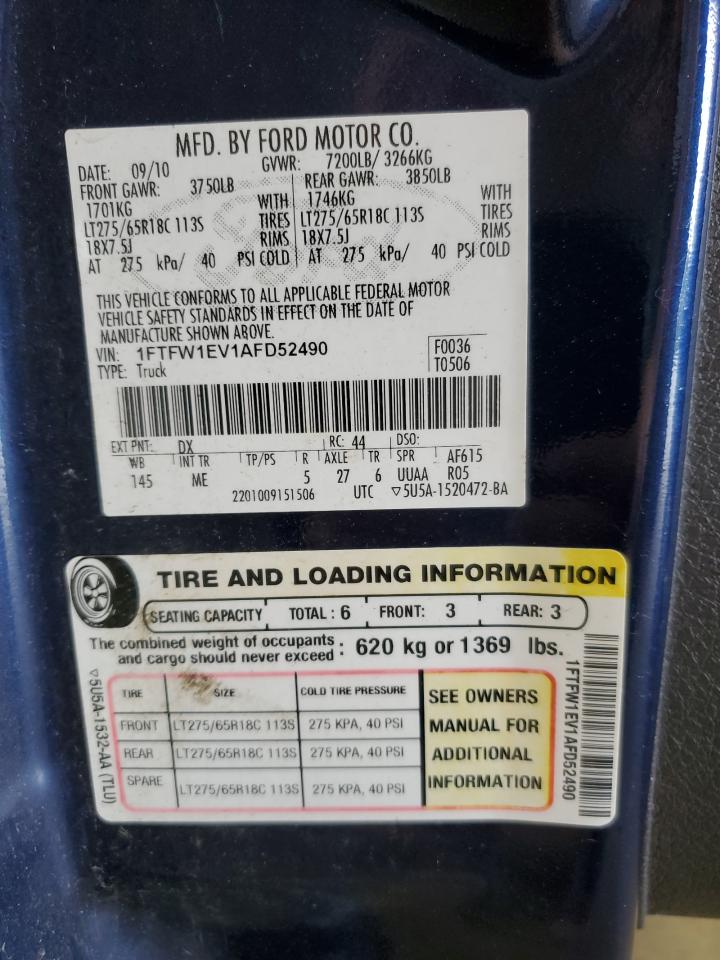 MFD. BY FORD MOTOR CO.
DATE: 09/10 GVWR: 7200LB/ 3266KG
FRONT GAWR: 3750LB REAR GAWR: 3850LB
1701KG WITH 1746KG WITH
LT275/65R18C 113S TIRES LT275/65R18C 113S TIRES
18X7.5J RIMS 18X7.5J RIMS
AT 275 kPa/ 40 PSI COLD AT 275 kPa/ 40 PSI COLD
THIS VEHICLE CONFORMS TO ALL APPLICABLE FEDERAL MOTOR
VEHICLE SAFETY STANDARDS IN EFFECT ON THE DATE OF
MANUFACTURE SHOWN ABOVE.
VIN: 1FTFW1EV1AFD52490 F0036
TYPE: Truck T0506
EXT PNT: DX RC: 44 DSO:
WB INT TR TP/PS R AXLE TR SPR AF615
145 ME 5 27 6 UUAA R05
2201009151506 UTC ▽5U5A-1520472-BA
TIRE AND LOADING INFORMATION
SEATING CAPACITY TOTAL : 6 FRONT: 3 REAR: 3
The combined weight of occupants
and cargo should never exceed : 620 kg or 1369 lbs.
TIRE SIZE COLD TIRE PRESSURE
FRONT LT275/65R18C 113S 275 KPA, 40 PSI
REAR LT275/65R18C 113S 275 KPA, 40 PSI
SPARE LT275/65R18C 113S 275 KPA, 40 PSI
SEE OWNERS
MANUAL FOR
ADDITIONAL
INFORMATION
▽5U5A-1532-AA (TLU)
1FTFW1EV1AFD52490